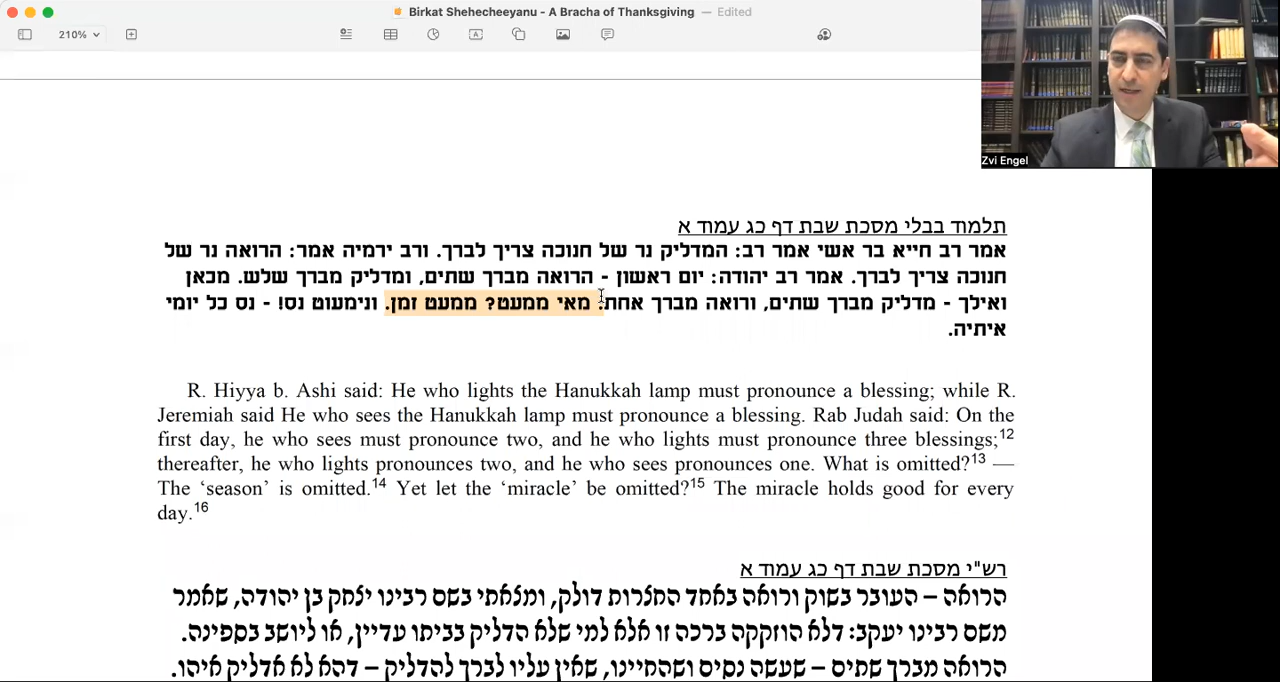 Birkat Shehecheeyanu - A Bracha of Thanksgiving — Edited
210%
Zvi Engel
תלמוד בבלי מסכת שבת דף כג עמוד א
אמר רב חייא בר אשי אמר רב: המדליק נר של חנוכה צריך לברך. ורב ירמיה אמר: הרואה נר של
חנוכה צריך לברך. אמר רב יהודה: יום ראשון - הרואה מברך שתים, ומדליק מברך שלש. מכאן
ואילך - מדליק מברך שתים, ורואה מברך אחת. מאי ממעט? ממעט זמן. ונימעוט נס! - נס כל יומי
איתיה.
R. Hiyya b. Ashi said: He who lights the Hanukkah lamp must pronounce a blessing; while R.
Jeremiah said He who sees the Hanukkah lamp must pronounce a blessing. Rab Judah said: On the
first day, he who sees must pronounce two, and he who lights must pronounce three blessings;12
thereafter, he who lights pronounces two, and he who sees pronounces one. What is omitted?13 —
The ‘season’ is omitted.14 Yet let the ‘miracle’ be omitted?15 The miracle holds good for every
day.16
רש"י מסכת שבת דף כג עמוד א
הרואה – העובר בשוק ורואה באחד החצרות דולק, ומצאתי בשם רבינו יצחק בן יהודה, שאמר
משם רבינו יעקב: דלא הוזקקה ברכה זו אלא למי שלא הדליק בביתו עדיין, או ליושב בספינה.
הרואה מברך שתים – שעשה נסים ושהחיינו, שאין עליו לברך להדליק – דהא לא אדליק איהו.